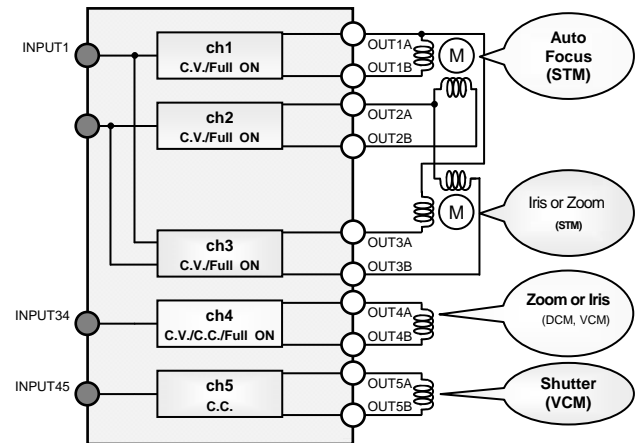 INPUT1
ch1
C.V./Full ON
OUT1A
OUT1B
M
Auto
Focus
(STM)
ch2
C.V./Full ON
OUT2A
OUT2B
ch3
C.V./Full ON
OUT3A
OUT3B
M
Iris or Zoom
(STM)
INPUT34
ch4
C.V./C.C./Full ON
OUT4A
OUT4B
Zoom or Iris
(DCM, VCM)
INPUT45
ch5
C.C.
OUT5A
OUT5B
Shutter
(VCM)